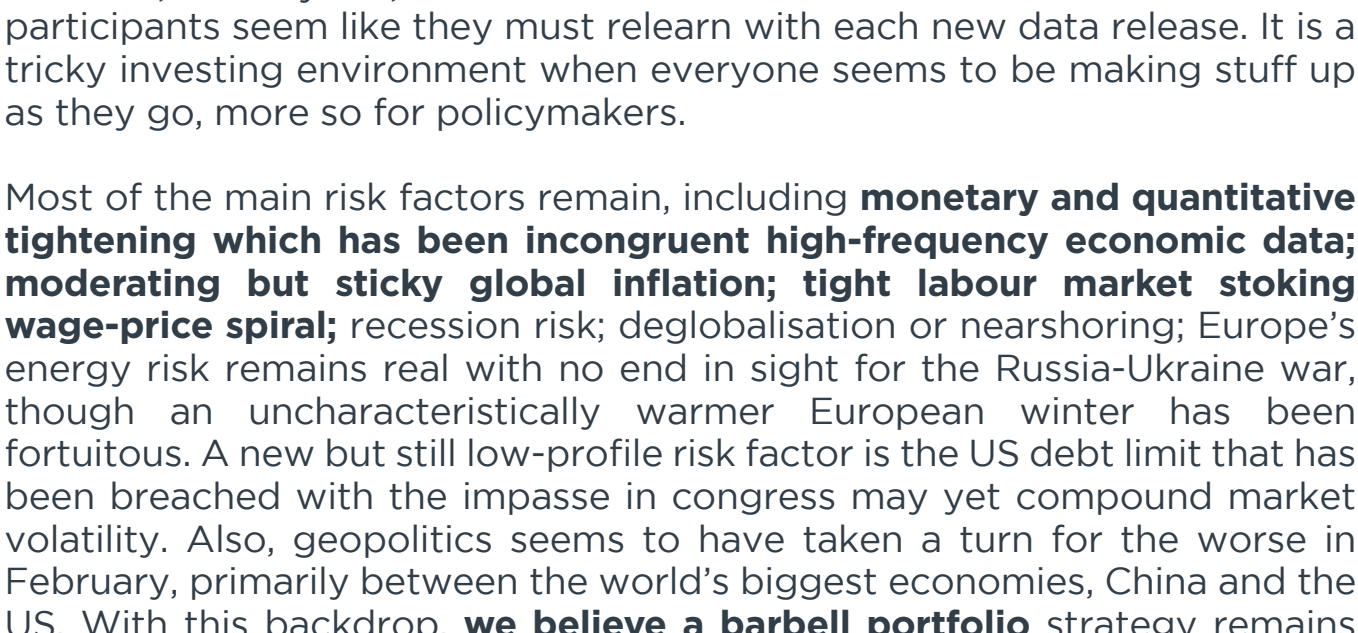 participants seem like they must relearn with each new data release. It is a
tricky investing environment when everyone seems to be making stuff up
as they go, more so for policymakers.
Most of the main risk factors remain, including monetary and quantitative
tightening which has been incongruent high-frequency economic data;
moderating but sticky global inflation; tight labour market stoking
wage-price spiral; recession risk; deglobalisation or nearshoring; Europe’s
energy risk remains real with no end in sight for the Russia-Ukraine war,
though an uncharacteristically warmer European winter has been
fortuitous. A new but still low-profile risk factor is the US debt limit that has
been breached with the impasse in congress may yet compound market
volatility. Also, geopolitics seems to have taken a turn for the worse in
February, primarily between the world’s biggest economies, China and the
US. With this backdrop, we believe a barbell portfolio strategy remains